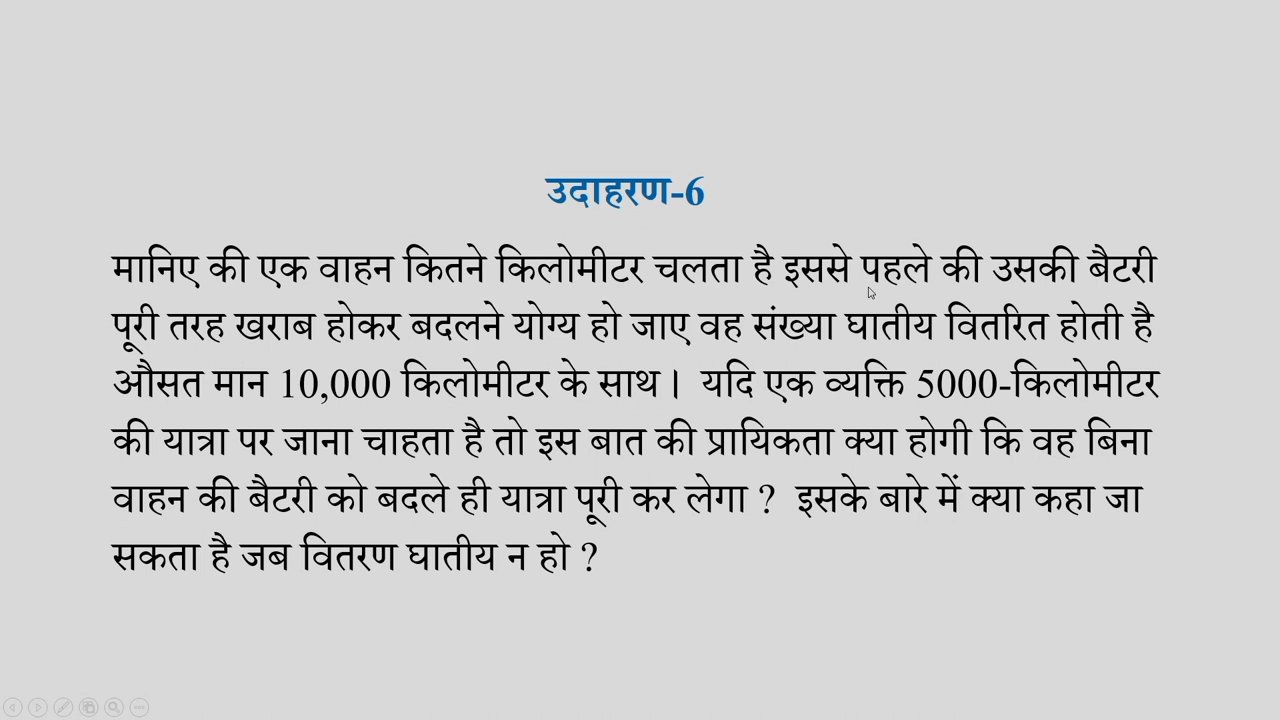 उदाहरण-6
मानिए की एक वाहन कितने किलोमीटर चलता है इससे पहले की उसकी बैटरी
पूरी तरह खराब होकर बदलने योग्य हो जाए वह संख्या घातीय वितरित होती है
औसत मान 10,000 किलोमीटर के साथ। यदि एक व्यक्ति 5000-किलोमीटर
की यात्रा पर जाना चाहता है तो इस बात की प्रायिकता क्या होगी कि वह बिना
वाहन की बैटरी को बदले ही यात्रा पूरी कर लेगा ? इसके बारे में क्या कहा जा
सकता है जब वितरण घातीय न हो ?